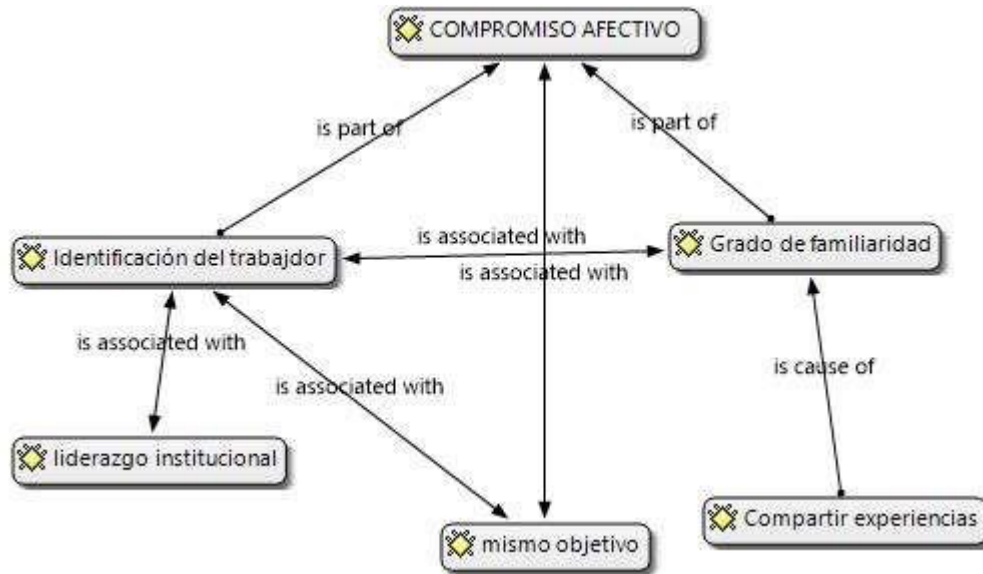 COMPROMISO AFECTIVO
is part of
is part of
is associated with
Identificación del trabajdor
Grado de familiaridad
is associated with
is associated with
is cause of
is associated with
liderazgo institucional
Compartir experiencias
mismo objetivo